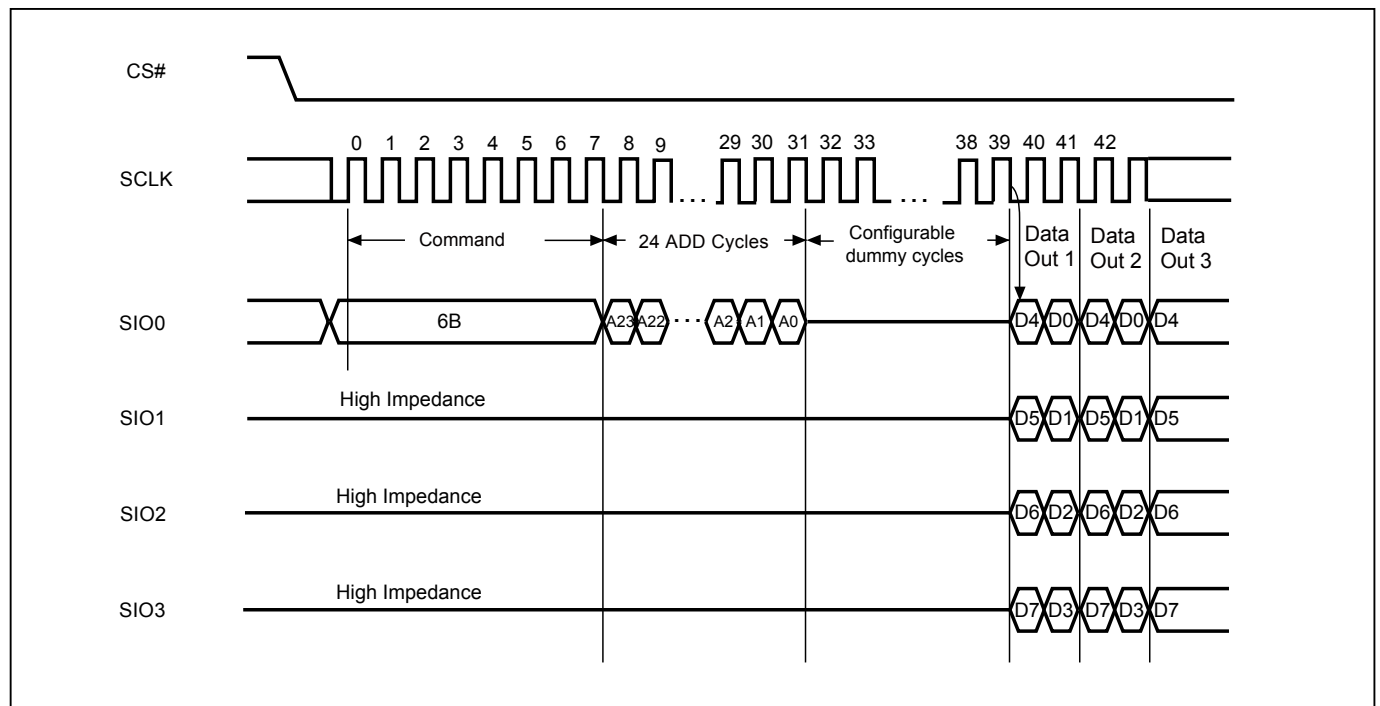 CS#
0 1 2 3 4 5 6 7 8 9 29 30 31 32 33 38 39 40 41 42
SCLK
. . . . . .
Command
24 ADD Cycles
Configurable
dummy cycles
Data
Out 1
Data
Out 2
Data
Out 3
SIO0
6B
A23 A22 . . . A2 A1 A0
D4 D0 D4 D0 D4
High Impedance
SIO1
D5 D1 D5 D1 D5
High Impedance
SIO2
D6 D2 D6 D2 D6
High Impedance
SIO3
D7 D3 D7 D3 D7